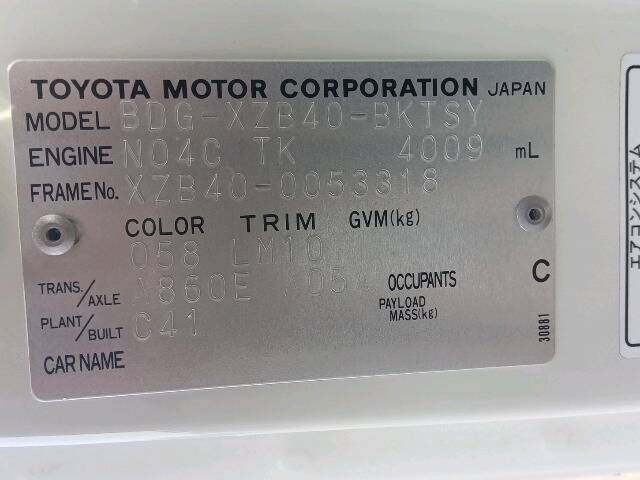 TOYOTA MOTOR CORPORATION JAPAN
MODEL BDG-XZB40-BKTSY
ENGINE N04C TK 4009 mL
FRAME No. XZB40-0053318
COLOR TRIM GVM(kg)
058 LM10
TRANS./AXLE A860E A05A OCCUPANTS C
PAYLOAD MASS(kg)
PLANT/BUILT C41
CAR NAME
30881
エアコンシステム